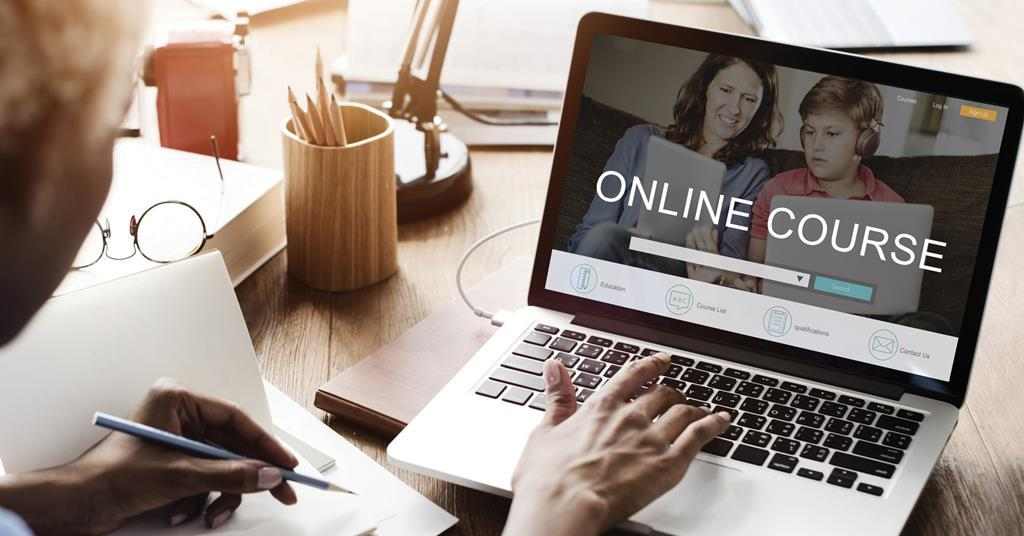 Courses
Log In
Sign Up
ONLINE COURSE
Search
Education
ABC
Course List
qualifications
Contact Us